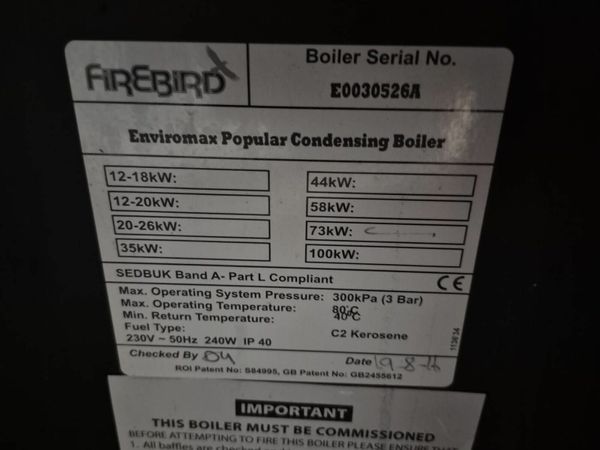 FIREBIRD
Boiler Serial No.
E0030526A
Enviromax Popular Condensing Boiler
12-18kW:
44kW:
12-20kW:
58kW:
20-26kW:
73kW:
35kW:
100kW:
SEDBUK Band A- Part L Compliant
CE
Max. Operating System Pressure: 300kPa (3 Bar)
Max. Operating Temperature: 80°C
Min. Return Temperature: 40°C
Fuel Type: C2 Kerosene
230V ~ 50Hz 240W IP 40
Checked By
Date 19-8-16
ROI Patent No: S84995, GB Patent No: GB2455612
IMPORTANT
THIS BOILER MUST BE COMMISSIONED
BEFORE ATTEMPTING TO FIRE THIS BOILER PLEASE ENSURE THAT